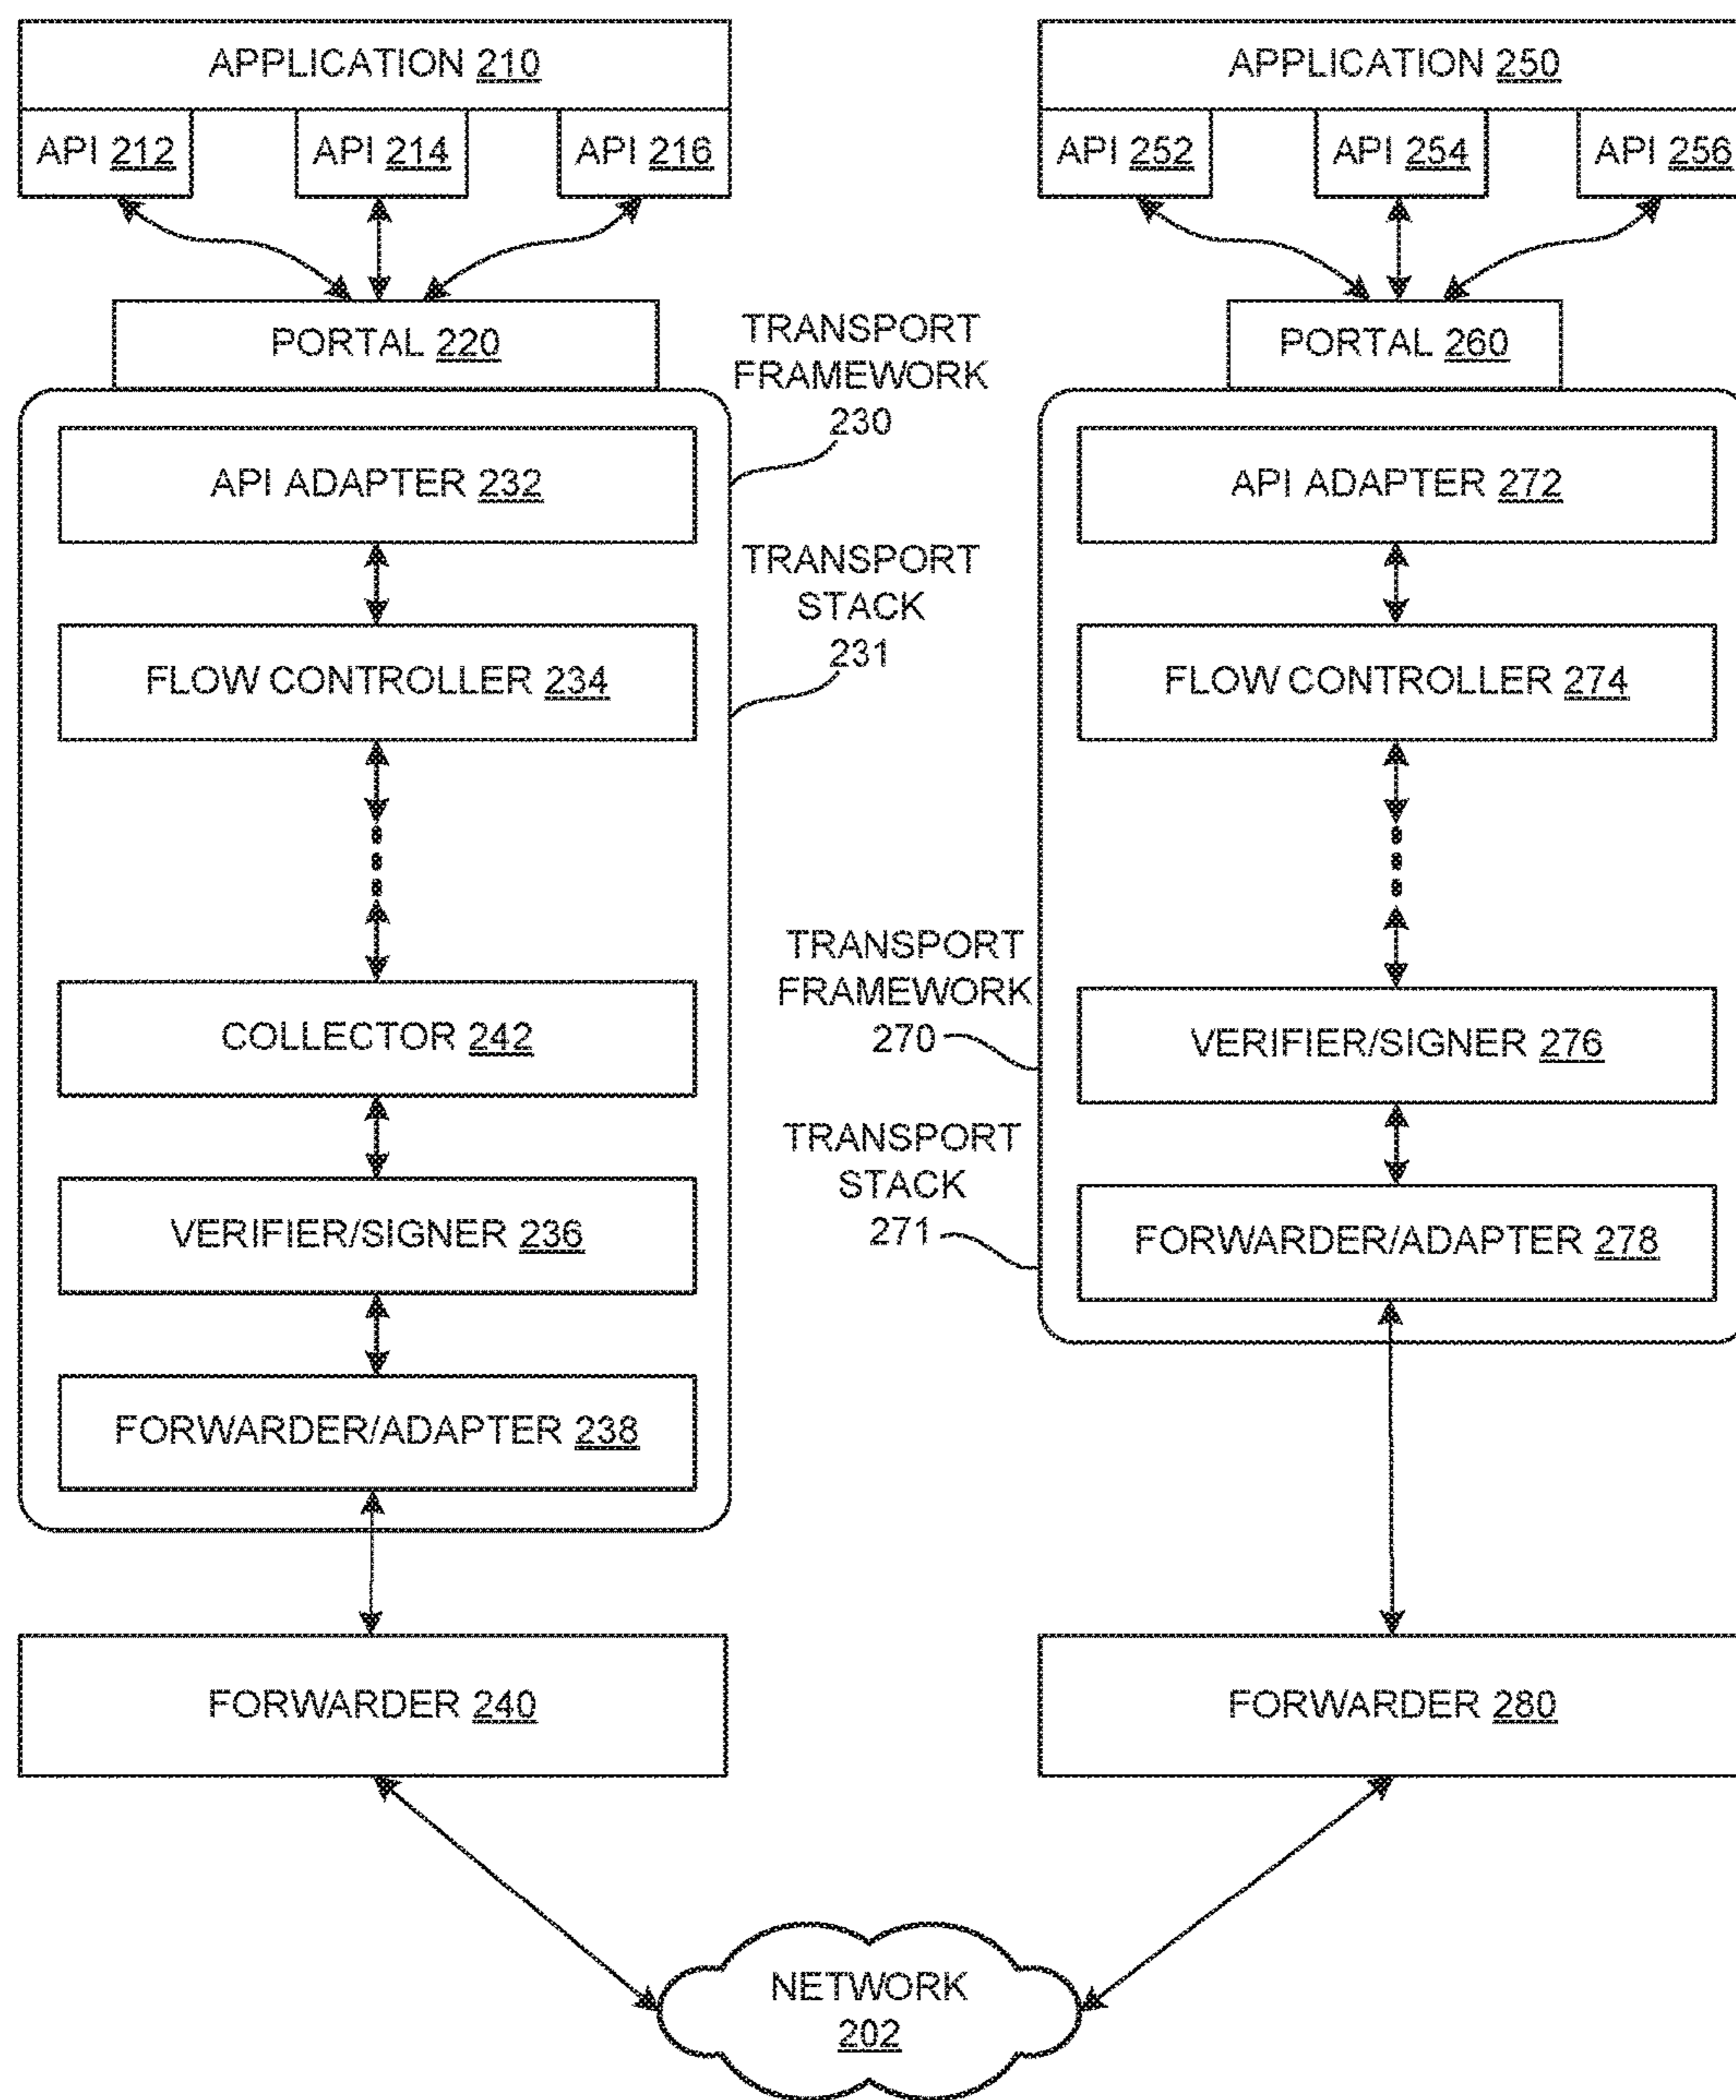 APPLICATION 210
API 212
API 214
API 216
PORTAL 220
TRANSPORT
FRAMEWORK
230
API ADAPTER 232
TRANSPORT
STACK
231
FLOW CONTROLLER 234
COLLECTOR 242
VERIFIER/SIGNER 236
FORWARDER/ADAPTER 238
FORWARDER 240
APPLICATION 250
API 252
API 254
API 256
PORTAL 260
API ADAPTER 272
FLOW CONTROLLER 274
TRANSPORT
FRAMEWORK
270
VERIFIER/SIGNER 276
TRANSPORT
STACK
271
FORWARDER/ADAPTER 278
FORWARDER 280
NETWORK
202